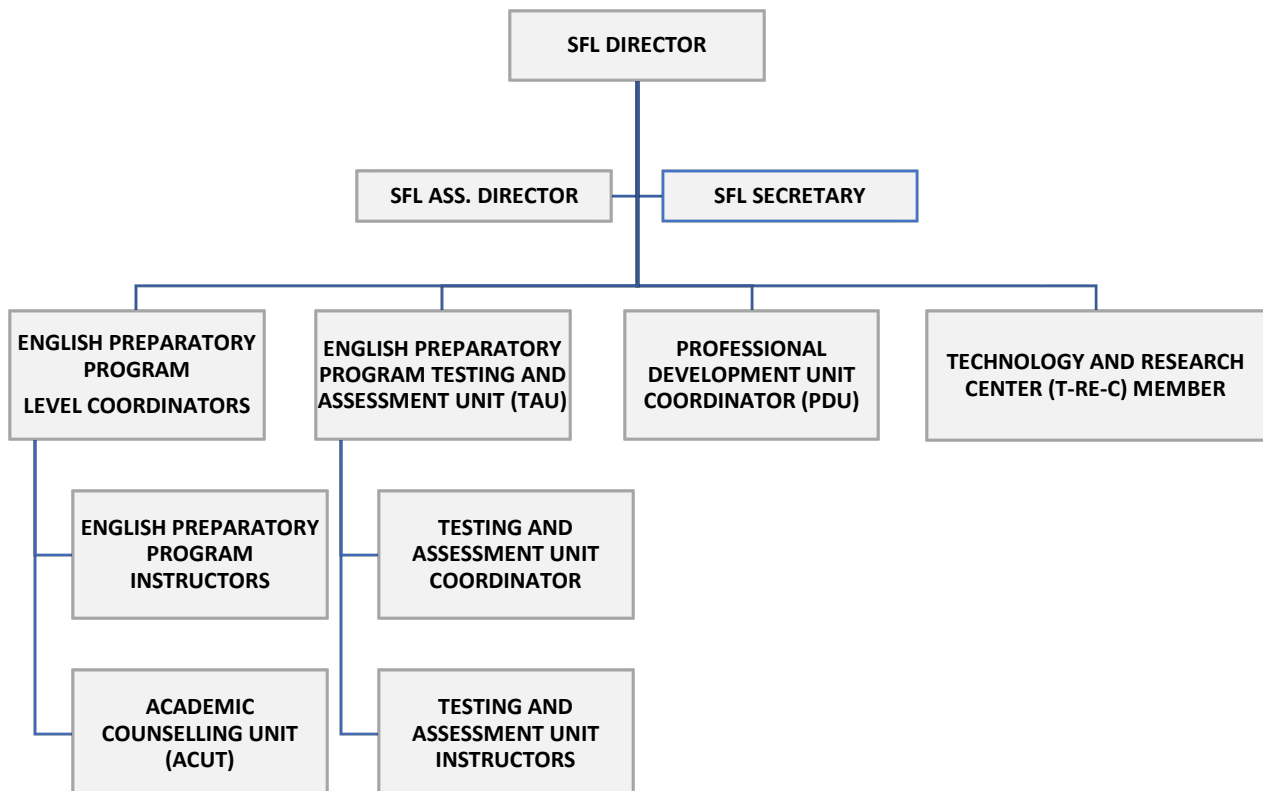 SFL DIRECTOR
SFL ASS. DIRECTOR
SFL SECRETARY
ENGLISH PREPARATORY
PROGRAM
LEVEL COORDINATORS
ENGLISH PREPARATORY
PROGRAM TESTING AND
ASSESSMENT UNIT (TAU)
PROFESSIONAL
DEVELOPMENT UNIT
COORDINATOR (PDU)
TECHNOLOGY AND RESEARCH
CENTER (T-RE-C) MEMBER
ENGLISH PREPARATORY
PROGRAM
INSTRUCTORS
TESTING AND
ASSESSMENT UNIT
COORDINATOR
ACADEMIC
COUNSELLING UNIT
(ACUT)
TESTING AND
ASSESSMENT UNIT
INSTRUCTORS